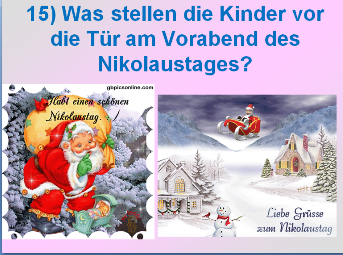 15) Was stellen die Kinder vor
die Tür am Vorabend des
Nikolaustages?
gbpicsonline.com
Habt einen schönen
Nikolaustag. : /
Liebe Grüsse
zum Nikolaustag